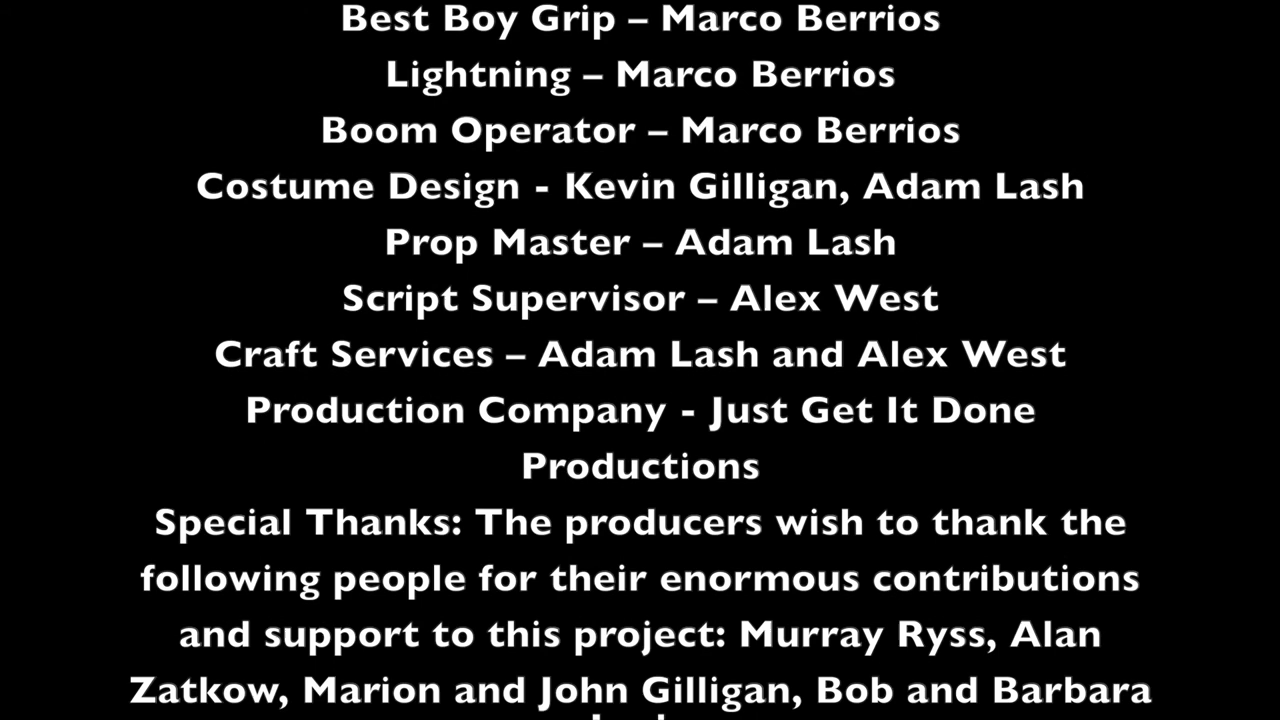 Best Boy Grip – Marco Berrios
Lightning – Marco Berrios
Boom Operator – Marco Berrios
Costume Design - Kevin Gilligan, Adam Lash
Prop Master – Adam Lash
Script Supervisor – Alex West
Craft Services – Adam Lash and Alex West
Production Company - Just Get It Done
Productions
Special Thanks: The producers wish to thank the
following people for their enormous contributions
and support to this project: Murray Ryss, Alan
Zatkow, Marion and John Gilligan, Bob and Barbara